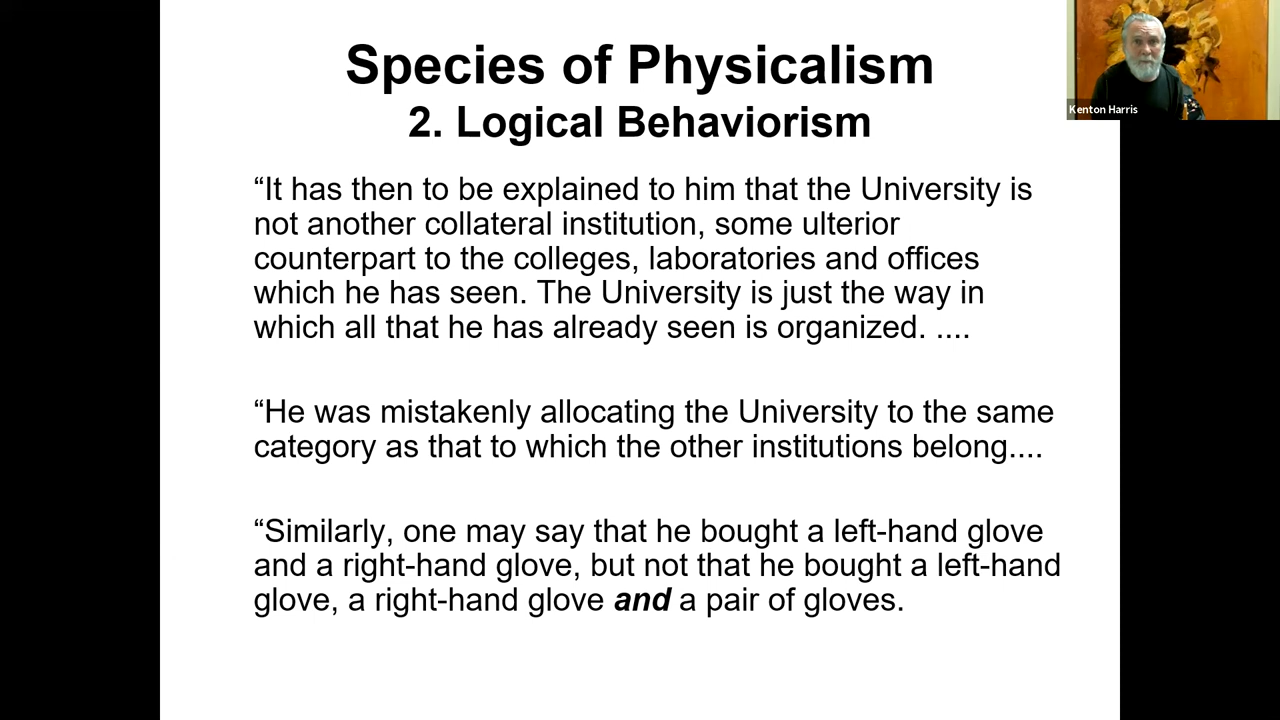 Species of Physicalism
2. Logical Behaviorism
Kenton Harris
“It has then to be explained to him that the University is
not another collateral institution, some ulterior
counterpart to the colleges, laboratories and offices
which he has seen. The University is just the way in
which all that he has already seen is organized. ....
“He was mistakenly allocating the University to the same
category as that to which the other institutions belong....
“Similarly, one may say that he bought a left-hand glove
and a right-hand glove, but not that he bought a left-hand
glove, a right-hand glove and a pair of gloves.